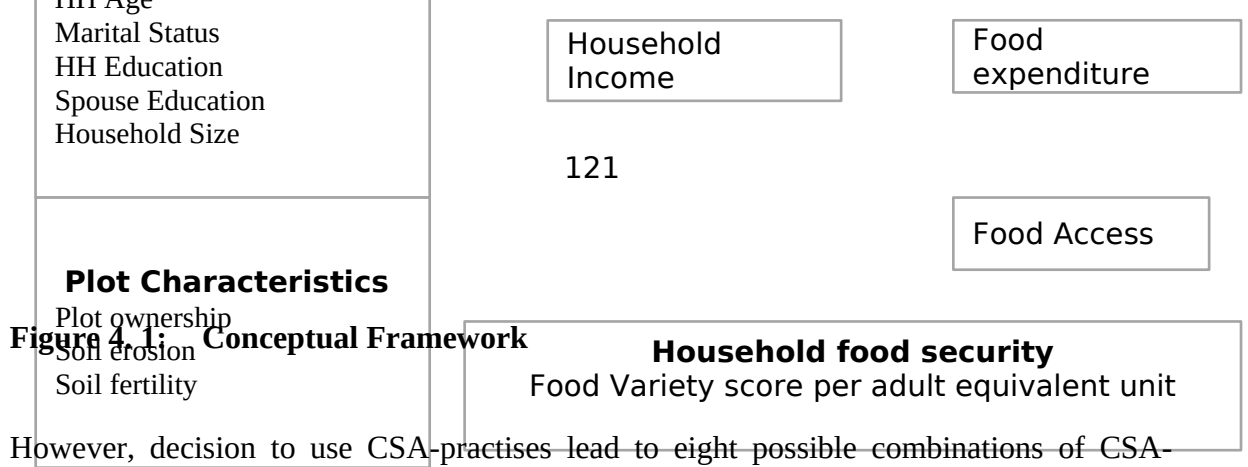 HH Age
Marital Status
HH Education
Spouse Education
Household Size
Household
Income
Food
expenditure
121
Food Access
Plot Characteristics
Plot ownership
Soil erosion
Soil fertility
Figure 4. 1: Conceptual Framework
Household food security
Food Variety score per adult equivalent unit
However, decision to use CSA-practises lead to eight possible combinations of CSA-